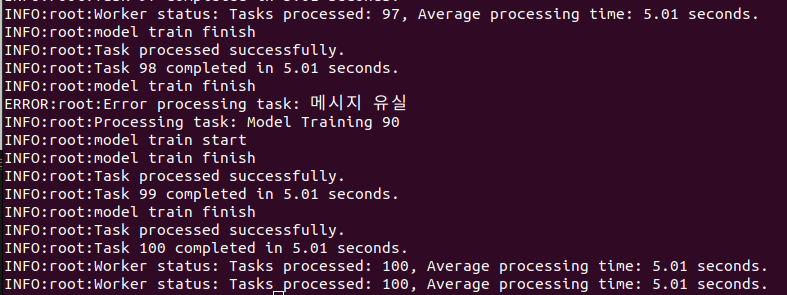 INFO:root:Worker status: Tasks processed: 97, Average processing time: 5.01 seconds.
INFO:root:model train finish
INFO:root:Task processed successfully.
INFO:root:Task 98 completed in 5.01 seconds.
INFO:root:model train finish
ERROR:root:Error processing task: 메시지 유실
INFO:root:Processing task: Model Training 90
INFO:root:model train start
INFO:root:model train finish
INFO:root:Task processed successfully.
INFO:root:Task 99 completed in 5.01 seconds.
INFO:root:model train finish
INFO:root:Task processed successfully.
INFO:root:Task 100 completed in 5.01 seconds.
INFO:root:Worker status: Tasks processed: 100, Average processing time: 5.01 seconds.
INFO:root:Worker status: Tasks processed: 100, Average processing time: 5.01 seconds.